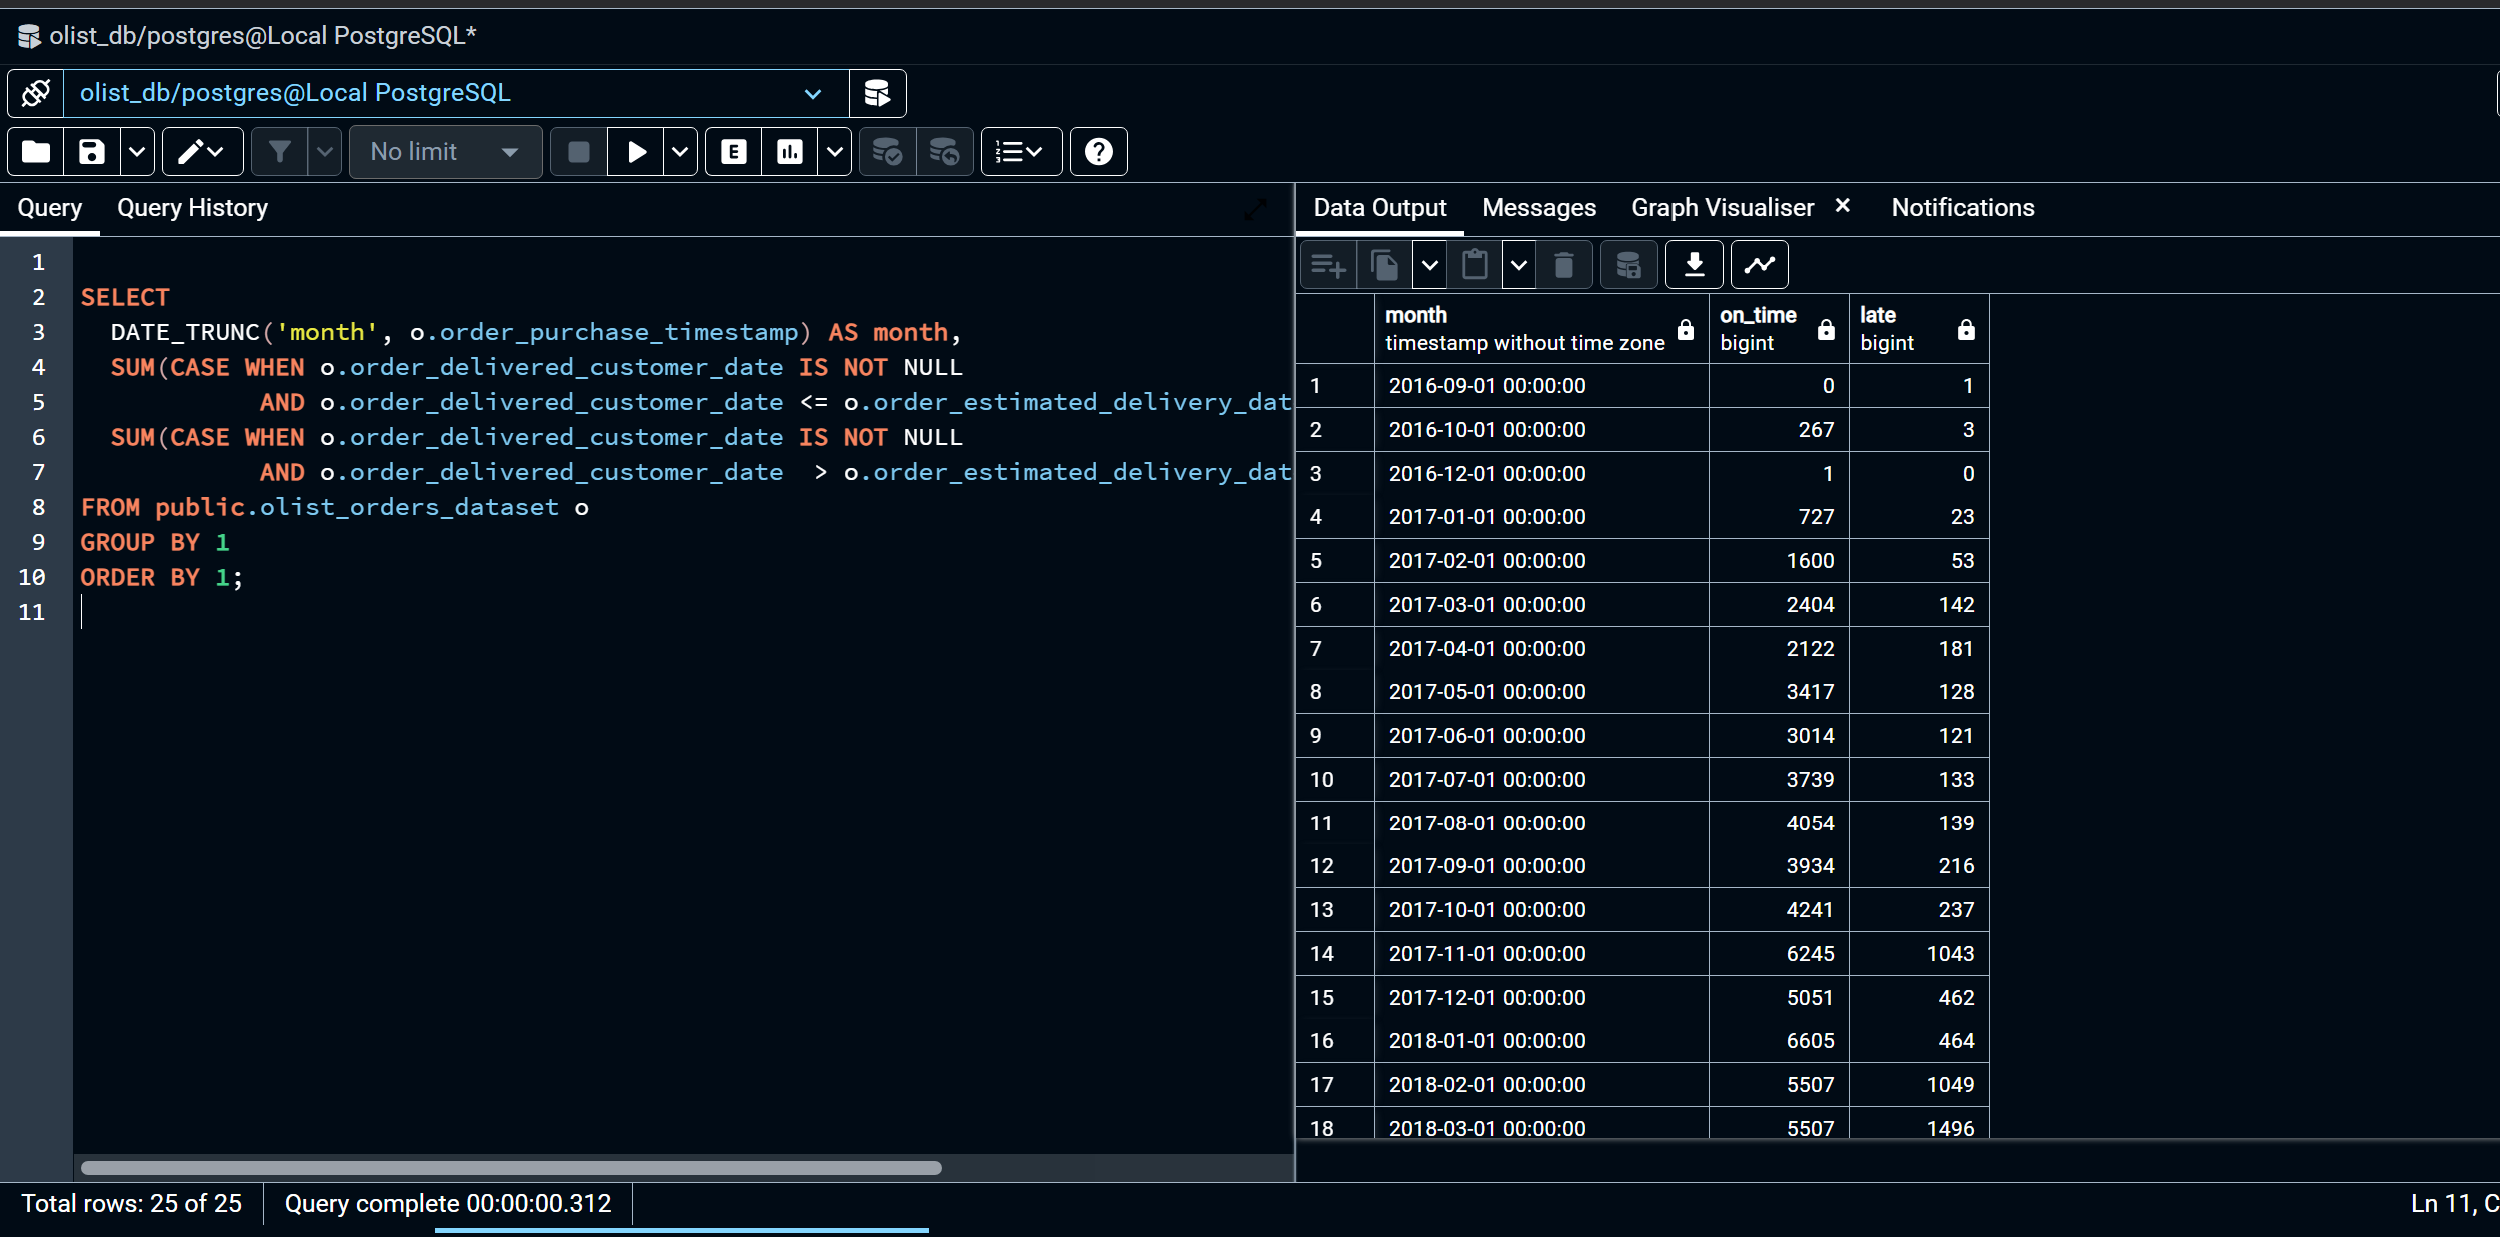 olist_db/postgres@Local PostgreSQL*
olist_db/postgres@Local PostgreSQL
No limit
E
Query Query History
Data Output Messages Graph Visualiser × Notifications
1
2 SELECT
3 DATE_TRUNC('month', o.order_purchase_timestamp) AS month,
4 SUM(CASE WHEN o.order_delivered_customer_date IS NOT NULL
5 AND o.order_delivered_customer_date <= o.order_estimated_delivery_dat
6 SUM(CASE WHEN o.order_delivered_customer_date IS NOT NULL
7 AND o.order_delivered_customer_date > o.order_estimated_delivery_dat
8 FROM public.olist_orders_dataset o
9 GROUP BY 1
10 ORDER BY 1;
11
month on_time late
timestamp without time zone bigint bigint
1 2016-09-01 00:00:00 0 1
2 2016-10-01 00:00:00 267 3
3 2016-12-01 00:00:00 1 0
4 2017-01-01 00:00:00 727 23
5 2017-02-01 00:00:00 1600 53
6 2017-03-01 00:00:00 2404 142
7 2017-04-01 00:00:00 2122 181
8 2017-05-01 00:00:00 3417 128
9 2017-06-01 00:00:00 3014 121
10 2017-07-01 00:00:00 3739 133
11 2017-08-01 00:00:00 4054 139
12 2017-09-01 00:00:00 3934 216
13 2017-10-01 00:00:00 4241 237
14 2017-11-01 00:00:00 6245 1043
15 2017-12-01 00:00:00 5051 462
16 2018-01-01 00:00:00 6605 464
17 2018-02-01 00:00:00 5507 1049
18 2018-03-01 00:00:00 5507 1496
Total rows: 25 of 25 Query complete 00:00:00.312
Ln 11, C